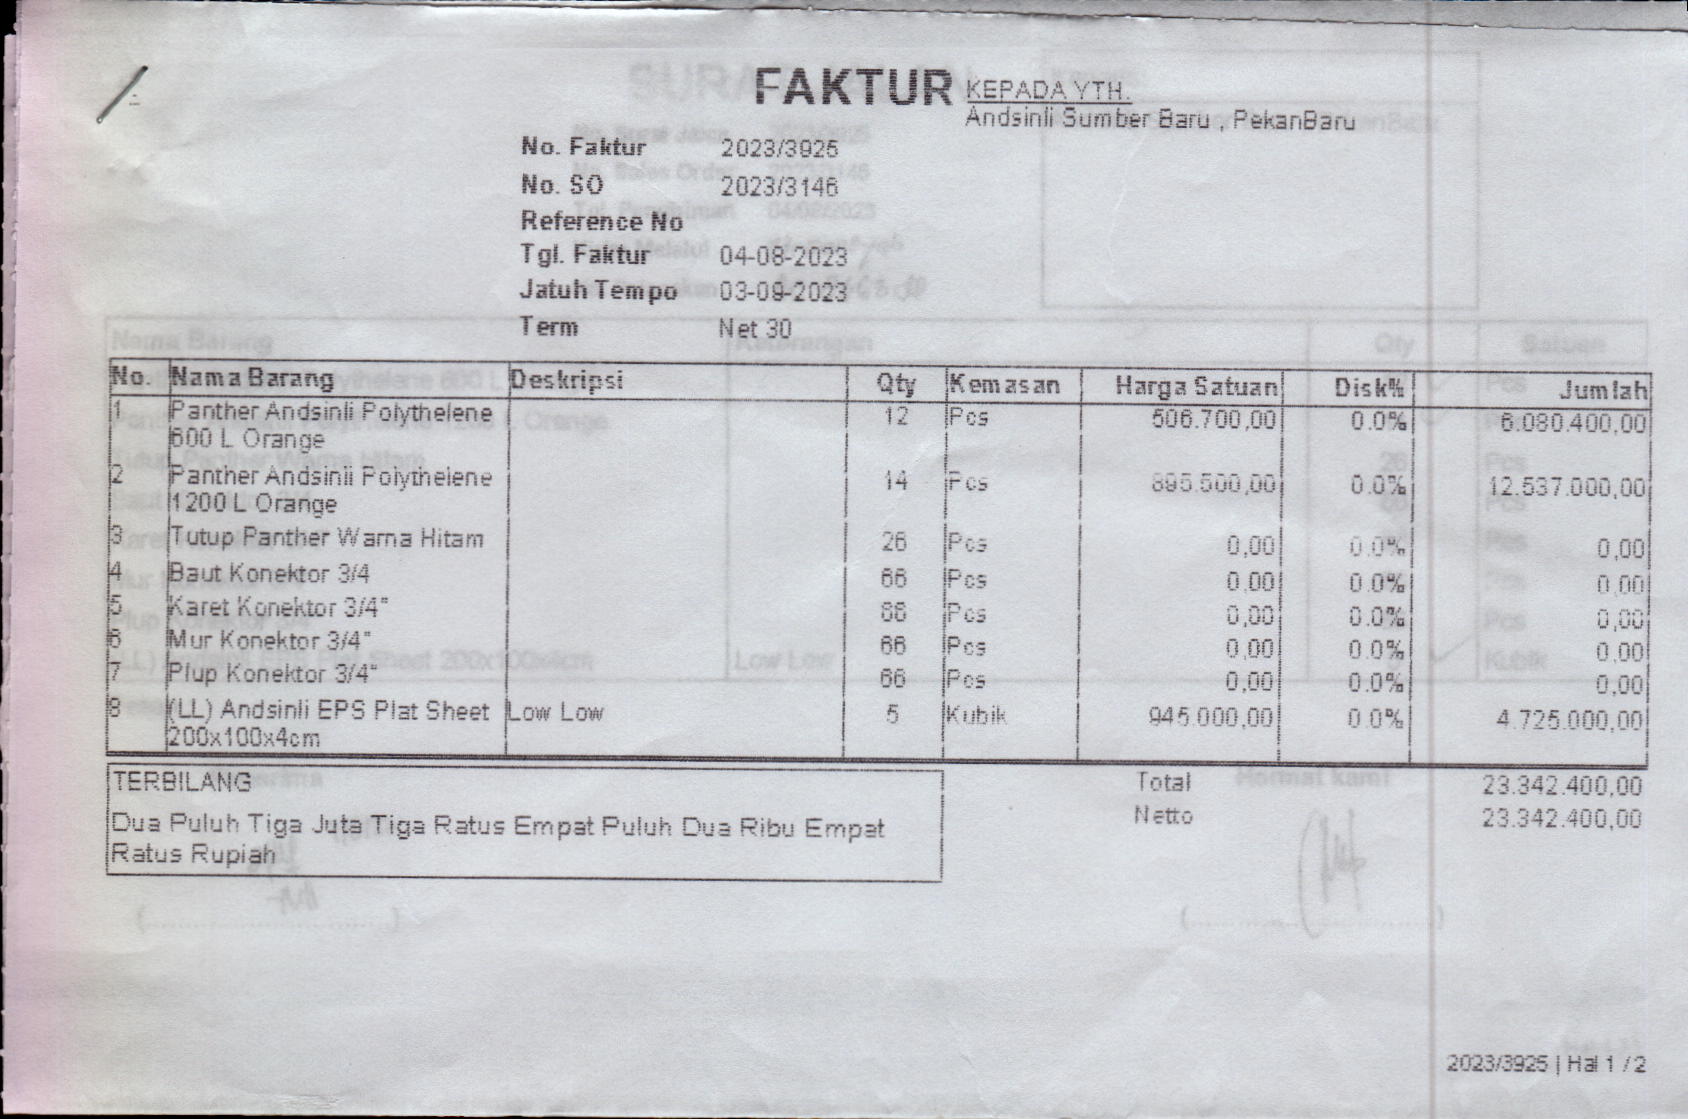 FAKTUR
KEPADA YTH.
Andsinli Sumber Baru , PekanBaru
No. Faktur 2023/3925
No. SO 2023/3146
Reference No
Tgl. Faktur 04-08-2023
Jatuh Tempo 03-09-2023
Term Net 30
No. Nama Barang Deskripsi Qty Kemasan Harga Satuan Disk% Jumlah
1 Panther Andsinli Polythelene 12 Pcs 506.700,00 0.0% 6.080.400,00
600 L Orange
2 Panther Andsinli Polythelene 14 Pcs 895.500,00 0.0% 12.537.000,00
1200 L Orange
3 Tutup Panther Warna Hitam 26 Pcs 0,00 0.0% 0,00
4 Baut Konektor 3/4 66 Pcs 0,00 0.0% 0,00
5 Karet Konektor 3/4" 66 Pcs 0,00 0.0% 0,00
6 Mur Konektor 3/4" 66 Pcs 0,00 0.0% 0,00
7 Plup Konektor 3/4" 66 Pcs 0,00 0.0% 0,00
8 (LL) Andsinli EPS Plat Sheet Low Low 5 Kubik 945.000,00 0.0% 4.725.000,00
200x100x4cm
TERBILANG
Dua Puluh Tiga Juta Tiga Ratus Empat Puluh Dua Ribu Empat
Ratus Rupiah
Total 23.342.400,00
Netto 23.342.400,00
2023/3925 | Hal 1 / 2